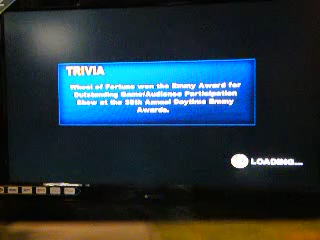 TRIVIA
Wheel of Fortune won the Emmy Award for
Outstanding Game/Audience Participation
Show at the 38th Annual Daytime Emmy
Awards.
LOADING...